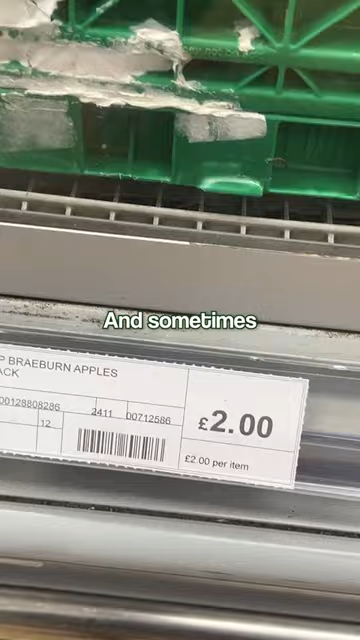 And sometimes
P BRAEBURN APPLES
ACK
00128808286
2411
00712586
12
£2.00
£2.00 per item